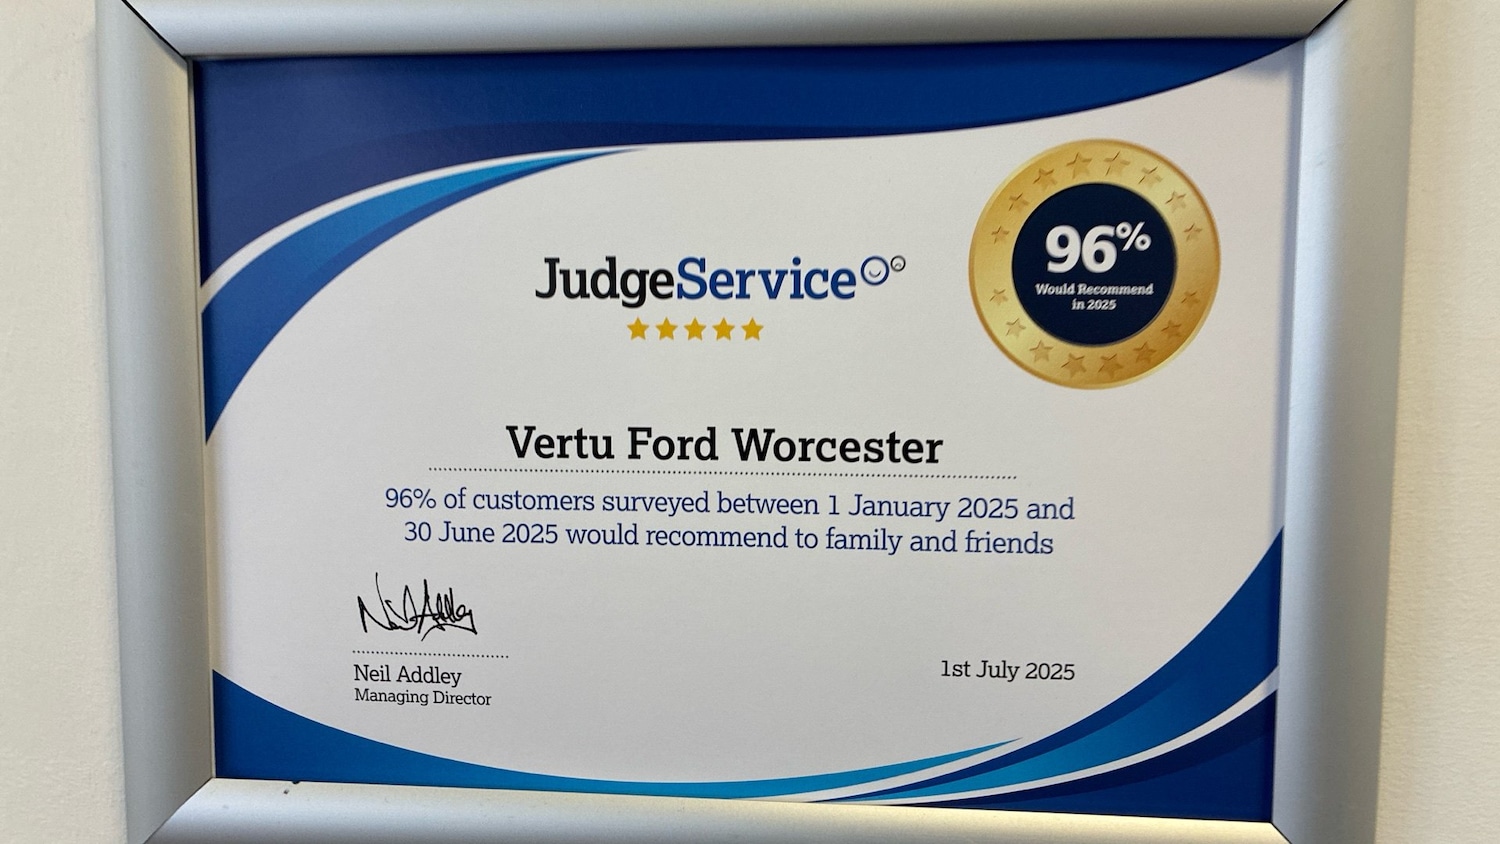 JudgeService
96%
Would Recommend
in 2025
Vertu Ford Worcester
96% of customers surveyed between 1 January 2025 and
30 June 2025 would recommend to family and friends
Neil Addley
Neil Addley
Managing Director
1st July 2025